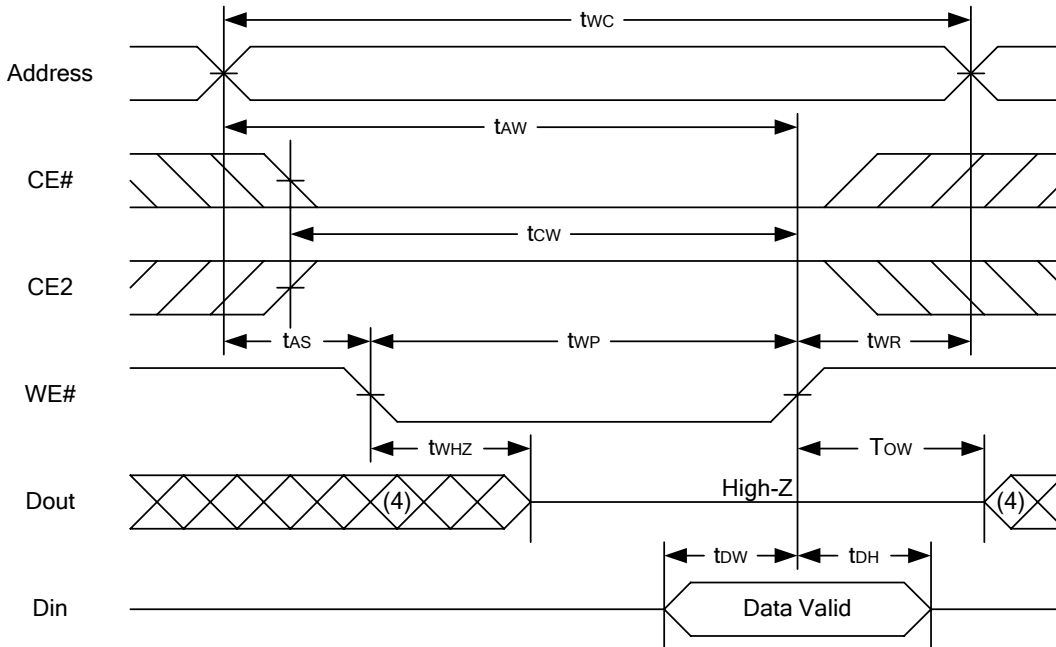 tWC
Address
tAW
CE#
tCW
CE2
tAS tWP tWR
WE#
tWHZ TOW
High-Z
Dout (4) (4)
tDW tDH
Din Data Valid